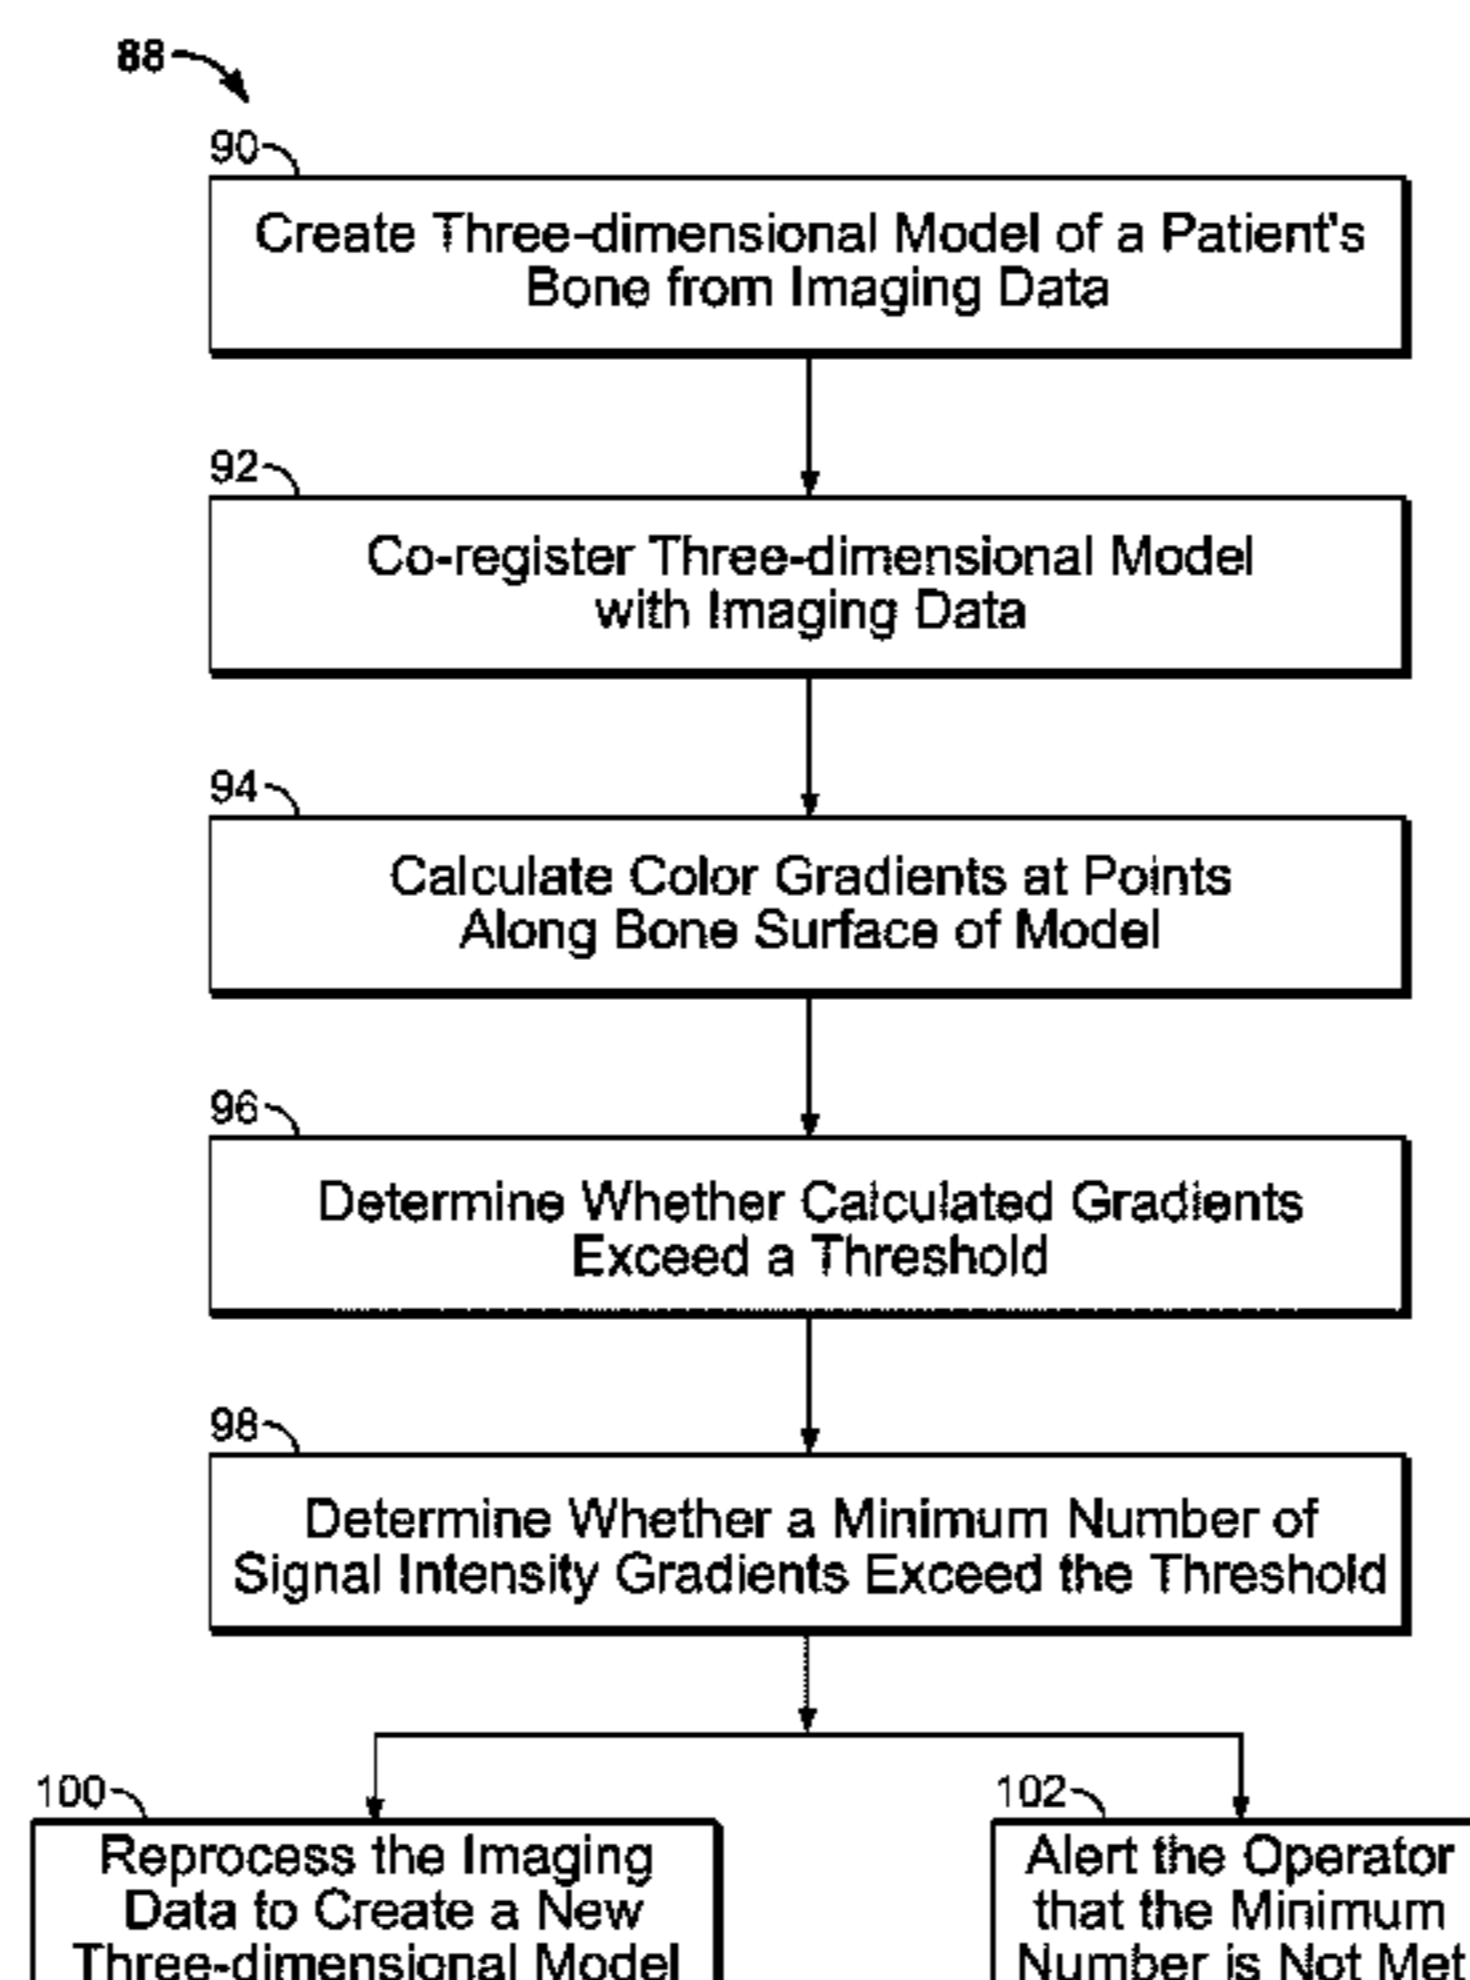 88
90
Create Three-dimensional Model of a Patient's
Bone from Imaging Data
92
Co-register Three-dimensional Model
with Imaging Data
94
Calculate Color Gradients at Points
Along Bone Surface of Model
96
Determine Whether Calculated Gradients
Exceed a Threshold
98
Determine Whether a Minimum Number of
Signal Intensity Gradients Exceed the Threshold
100
Reprocess the Imaging
Data to Create a New
Three-dimensional Model
102
Alert the Operator
that the Minimum
Number is Not Met